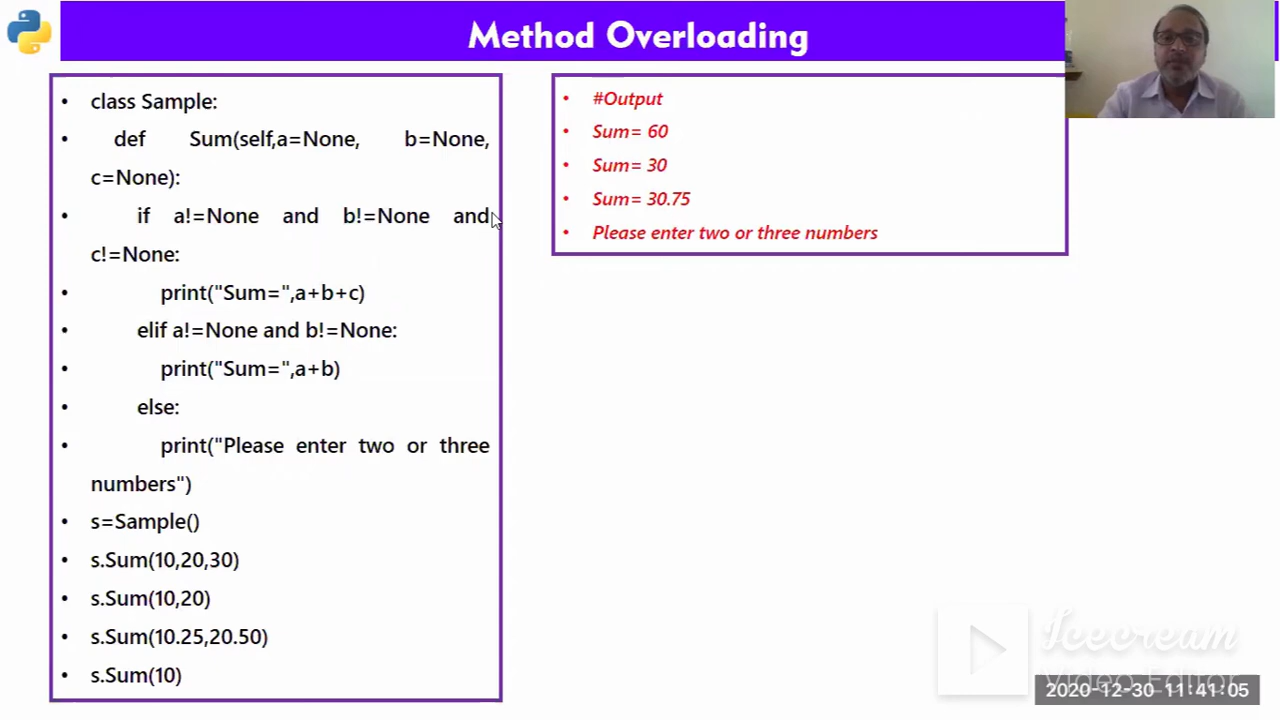 Method Overloading
• class Sample:
• def Sum(self,a=None, b=None,
c=None):
• if a!=None and b!=None and
c!=None:
• print("Sum=",a+b+c)
• elif a!=None and b!=None:
• print("Sum=",a+b)
• else:
• print("Please enter two or three
numbers")
• s=Sample()
• s.Sum(10,20,30)
• s.Sum(10,20)
• s.Sum(10.25,20.50)
• s.Sum(10)
• #Output
• Sum= 60
• Sum= 30
• Sum= 30.75
• Please enter two or three numbers
Icecream
Video Editor
2020-12-30 11:41:05